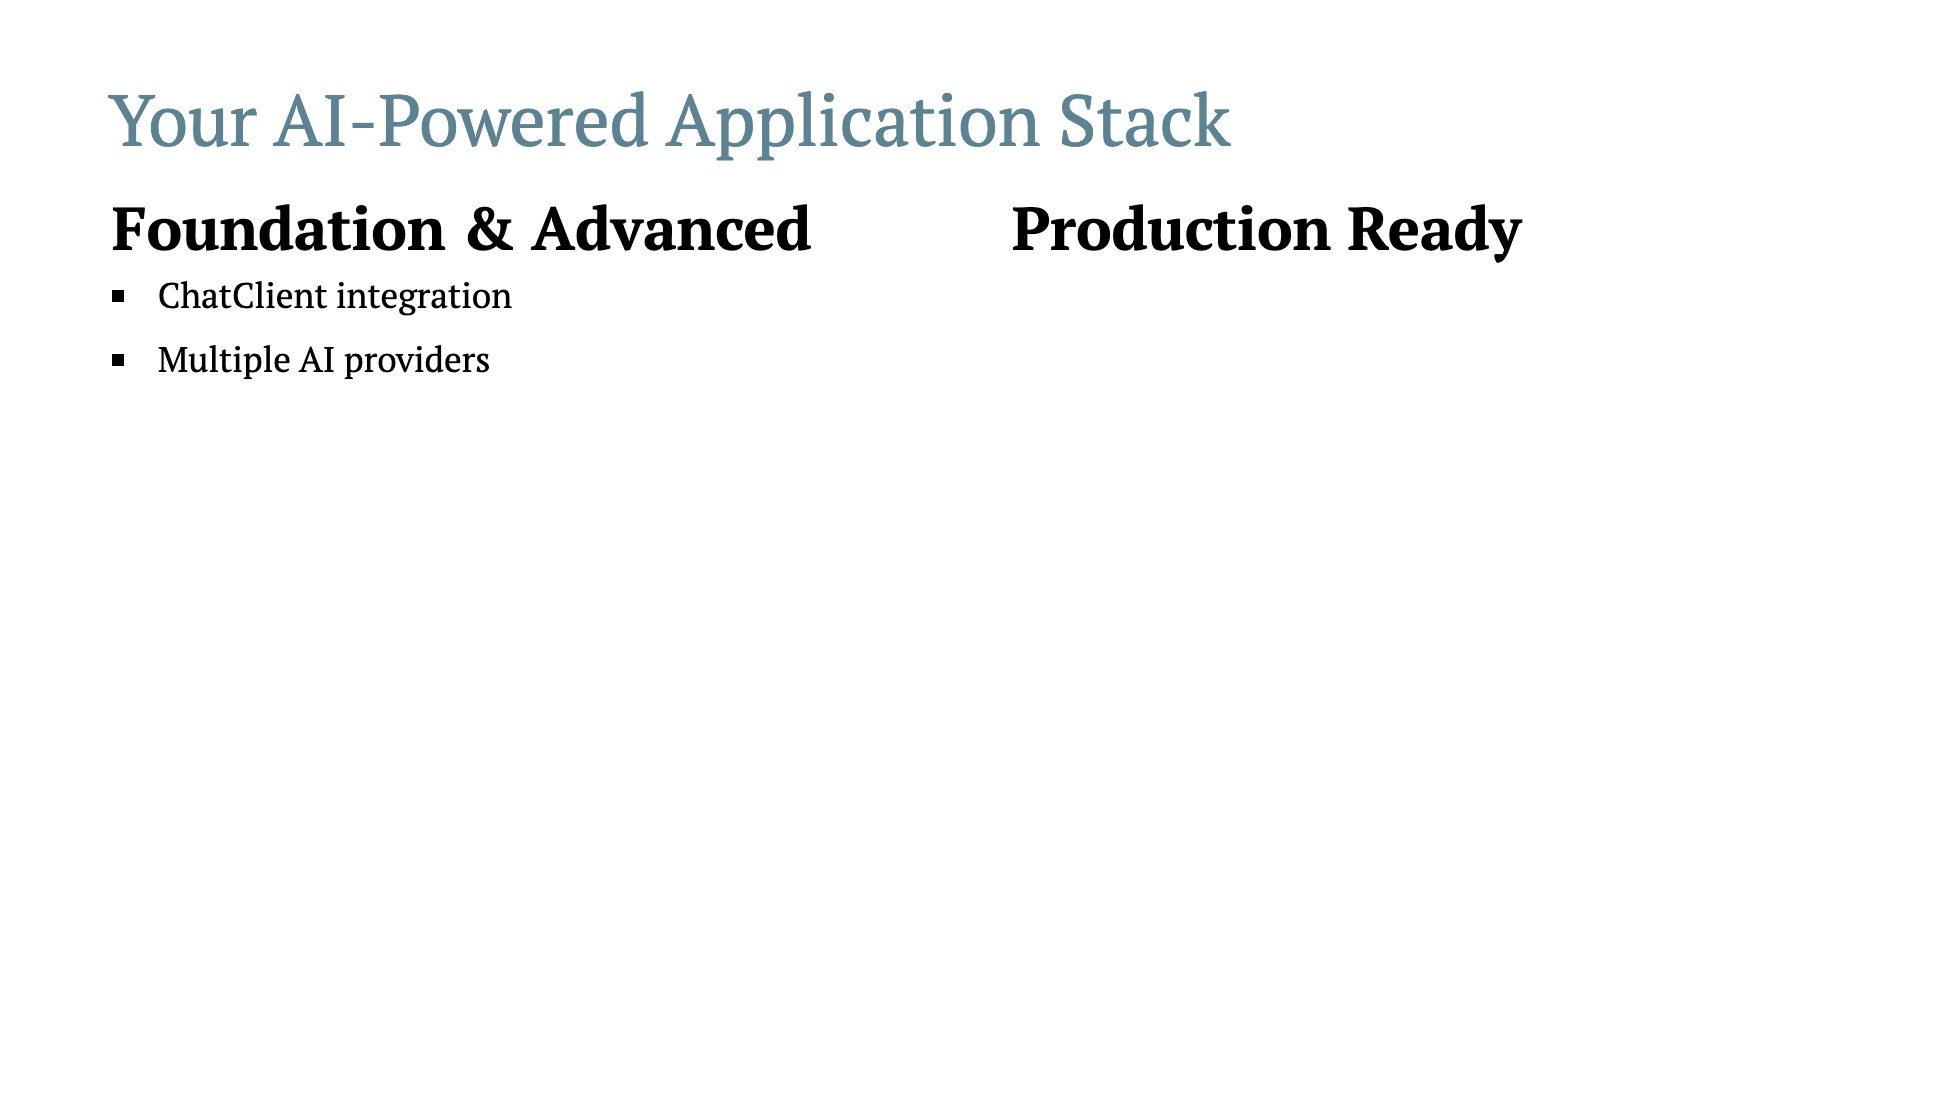 Your AI-Powered Application Stack
Foundation & Advanced
▪ ChatClient integration
▪ Multiple AI providers
Production Ready